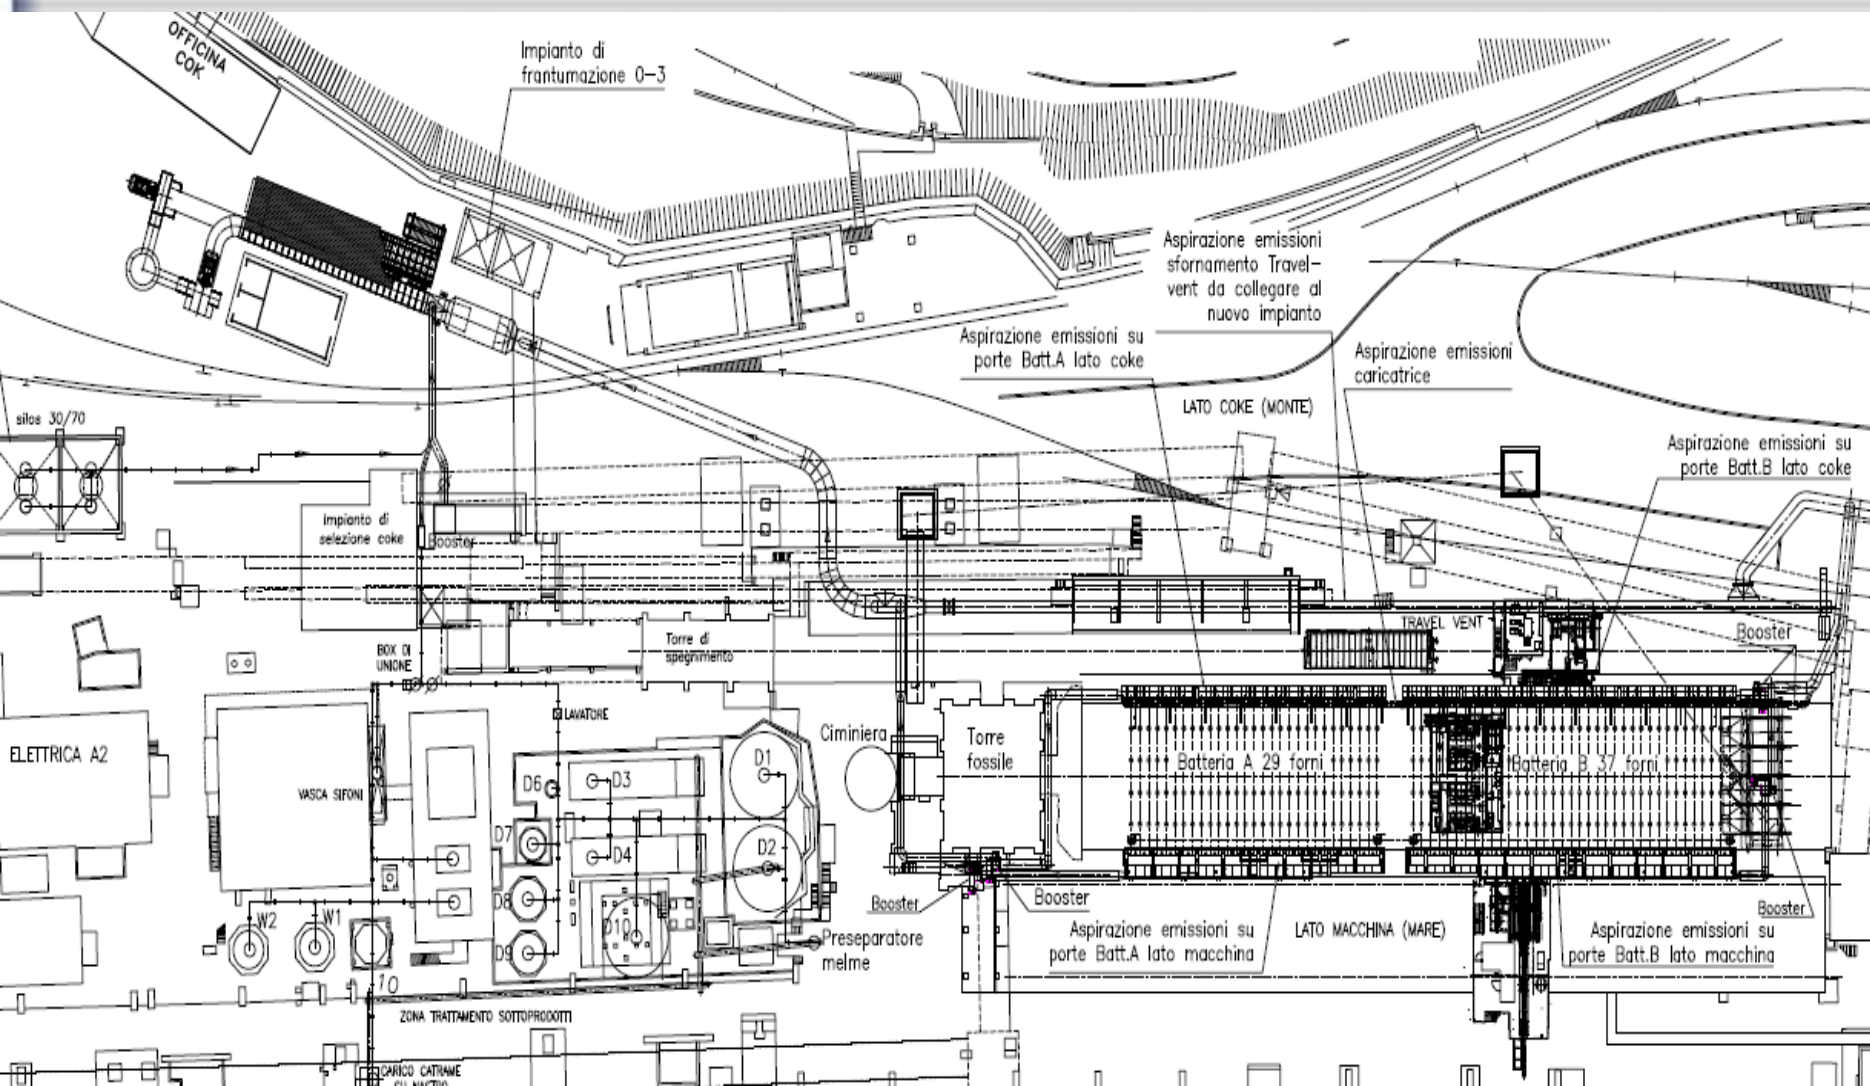 OFFICINA
COK
Impianto di
frantumazione 0-3
Aspirazione emissioni
sfornamento Travel-
vent da collegare al
nuovo impianto
Aspirazione emissioni su
porte Batt.A lato coke
Aspirazione emissioni
caricatrice
LATO COKE (MONTE)
Aspirazione emissioni su
porte Batt.B lato coke
silos 30/70
Impianto di
selezione coke
Booster
BOX DI
UNIONE
Torre di
spegnimento
TRAVEL VENT
Booster
LAVATORE
ELETTRICA A2
VASCA SIFONI
Ciminiera
Torre
fossile
Batteria A 29 forni
Batteria B 37 forni
D1
D2
D3
D4
D6
D7
D8
D9
D10
W2
W1
Preseparatore
melme
Booster
Booster
Booster
Aspirazione emissioni su
porte Batt.A lato macchina
LATO MACCHINA (MARE)
Aspirazione emissioni su
porte Batt.B lato macchina
10
ZONA TRATTAMENTO SOTTOPRODOTTI
CARICO CATRAME
SU NASTRO